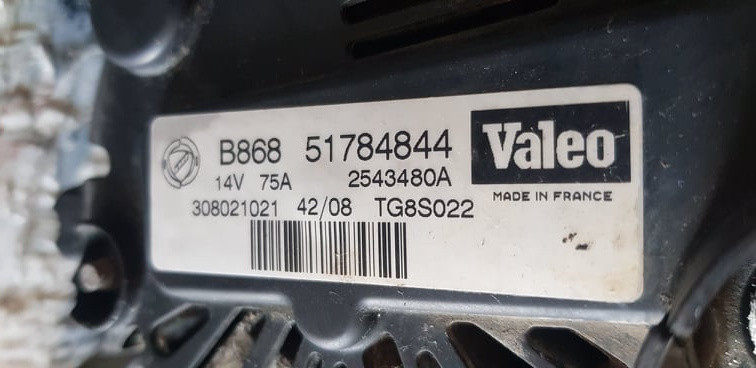 B868 51784844
Valeo
14V 75A 2543480A
MADE IN FRANCE
308021021 42/08 TG8S022